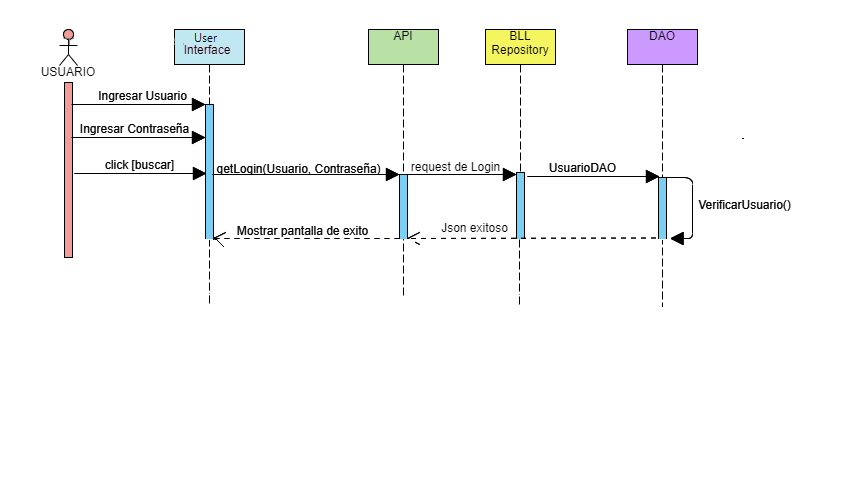 USUARIO
User
Interface
API
BLL
Repository
DAO
Ingresar Usuario
Ingresar Contraseña
click [buscar]
getLogin(Usuario, Contraseña)
request de Login
UsuarioDAO
VerificarUsuario()
Json exitoso
Mostrar pantalla de exito